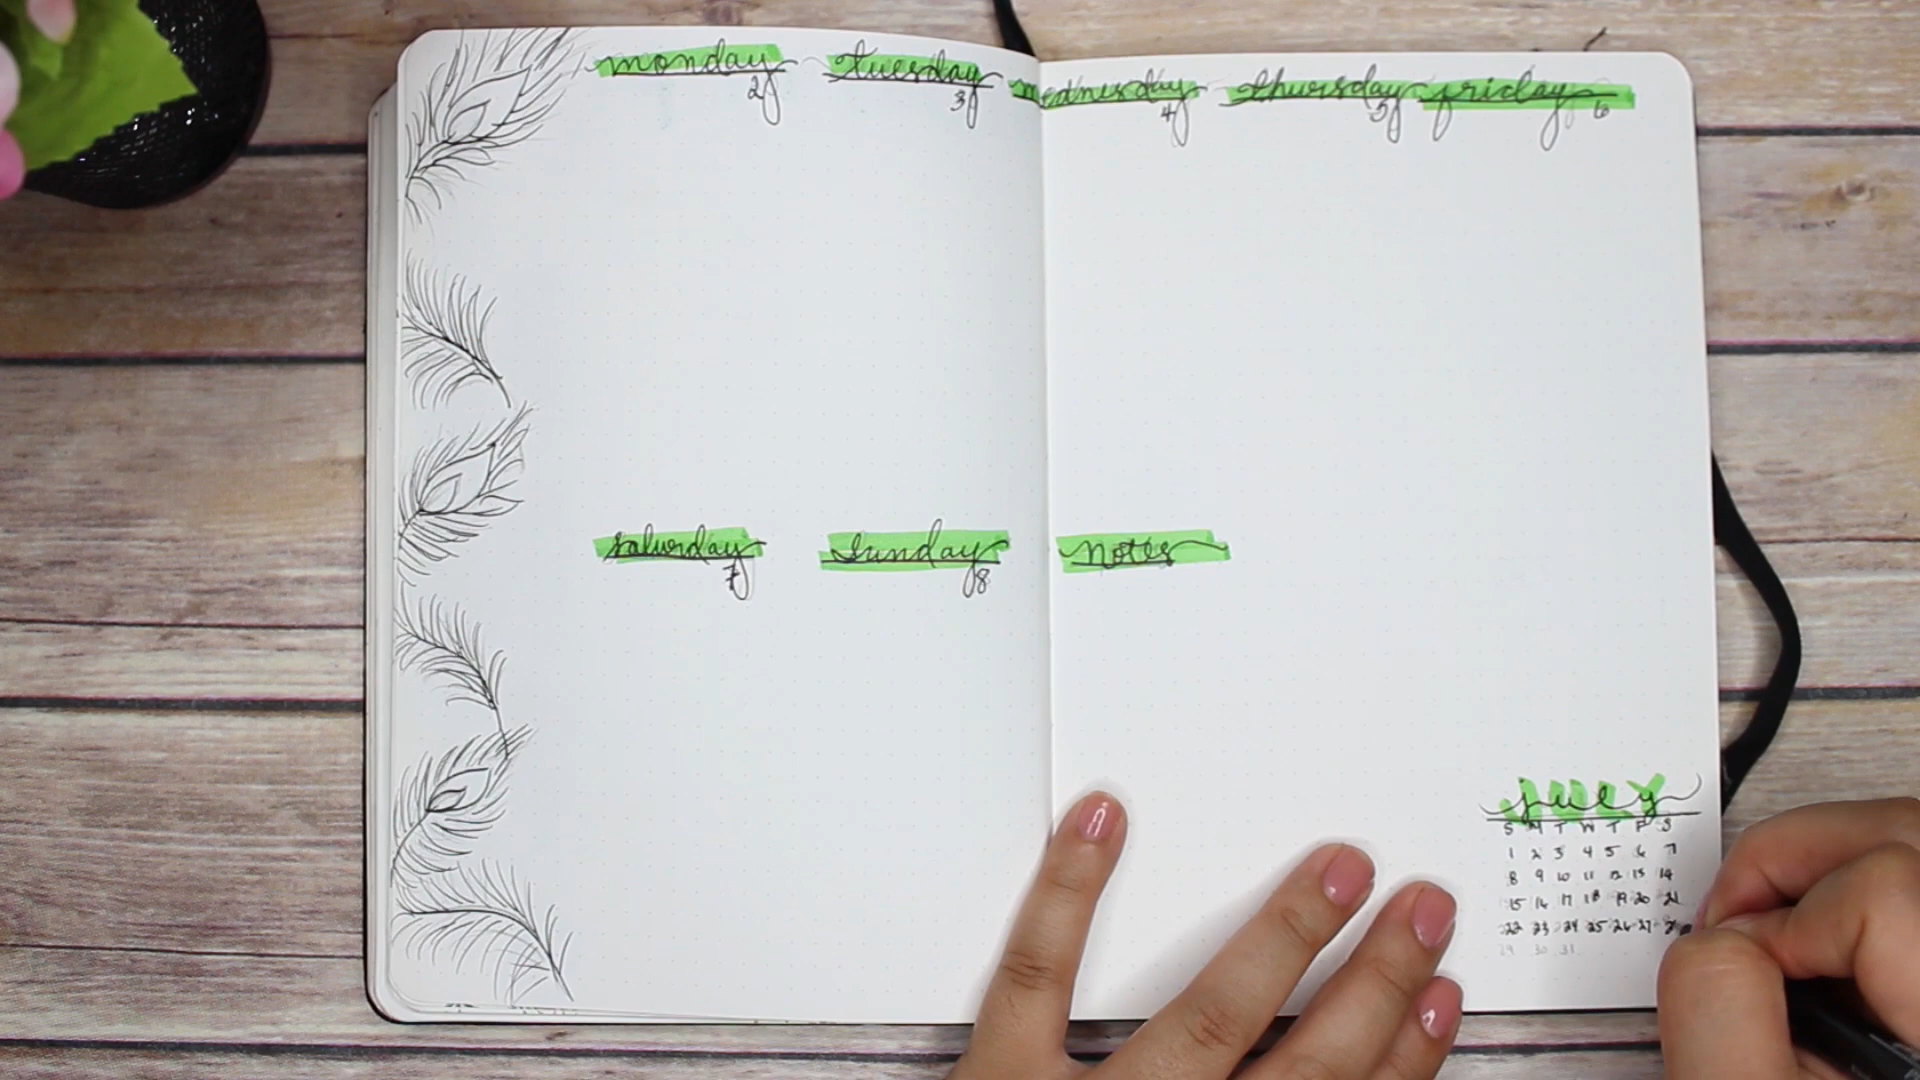 monday tuesday wednesday thursday friday
2 3 4 5 6
saturday sunday notes
7 8
july
S M T W T F S
1 2 3 4 5 6 7
8 9 10 11 12 13 14
15 16 17 18 19 20 21
22 23 24 25 26 27
29 30 31